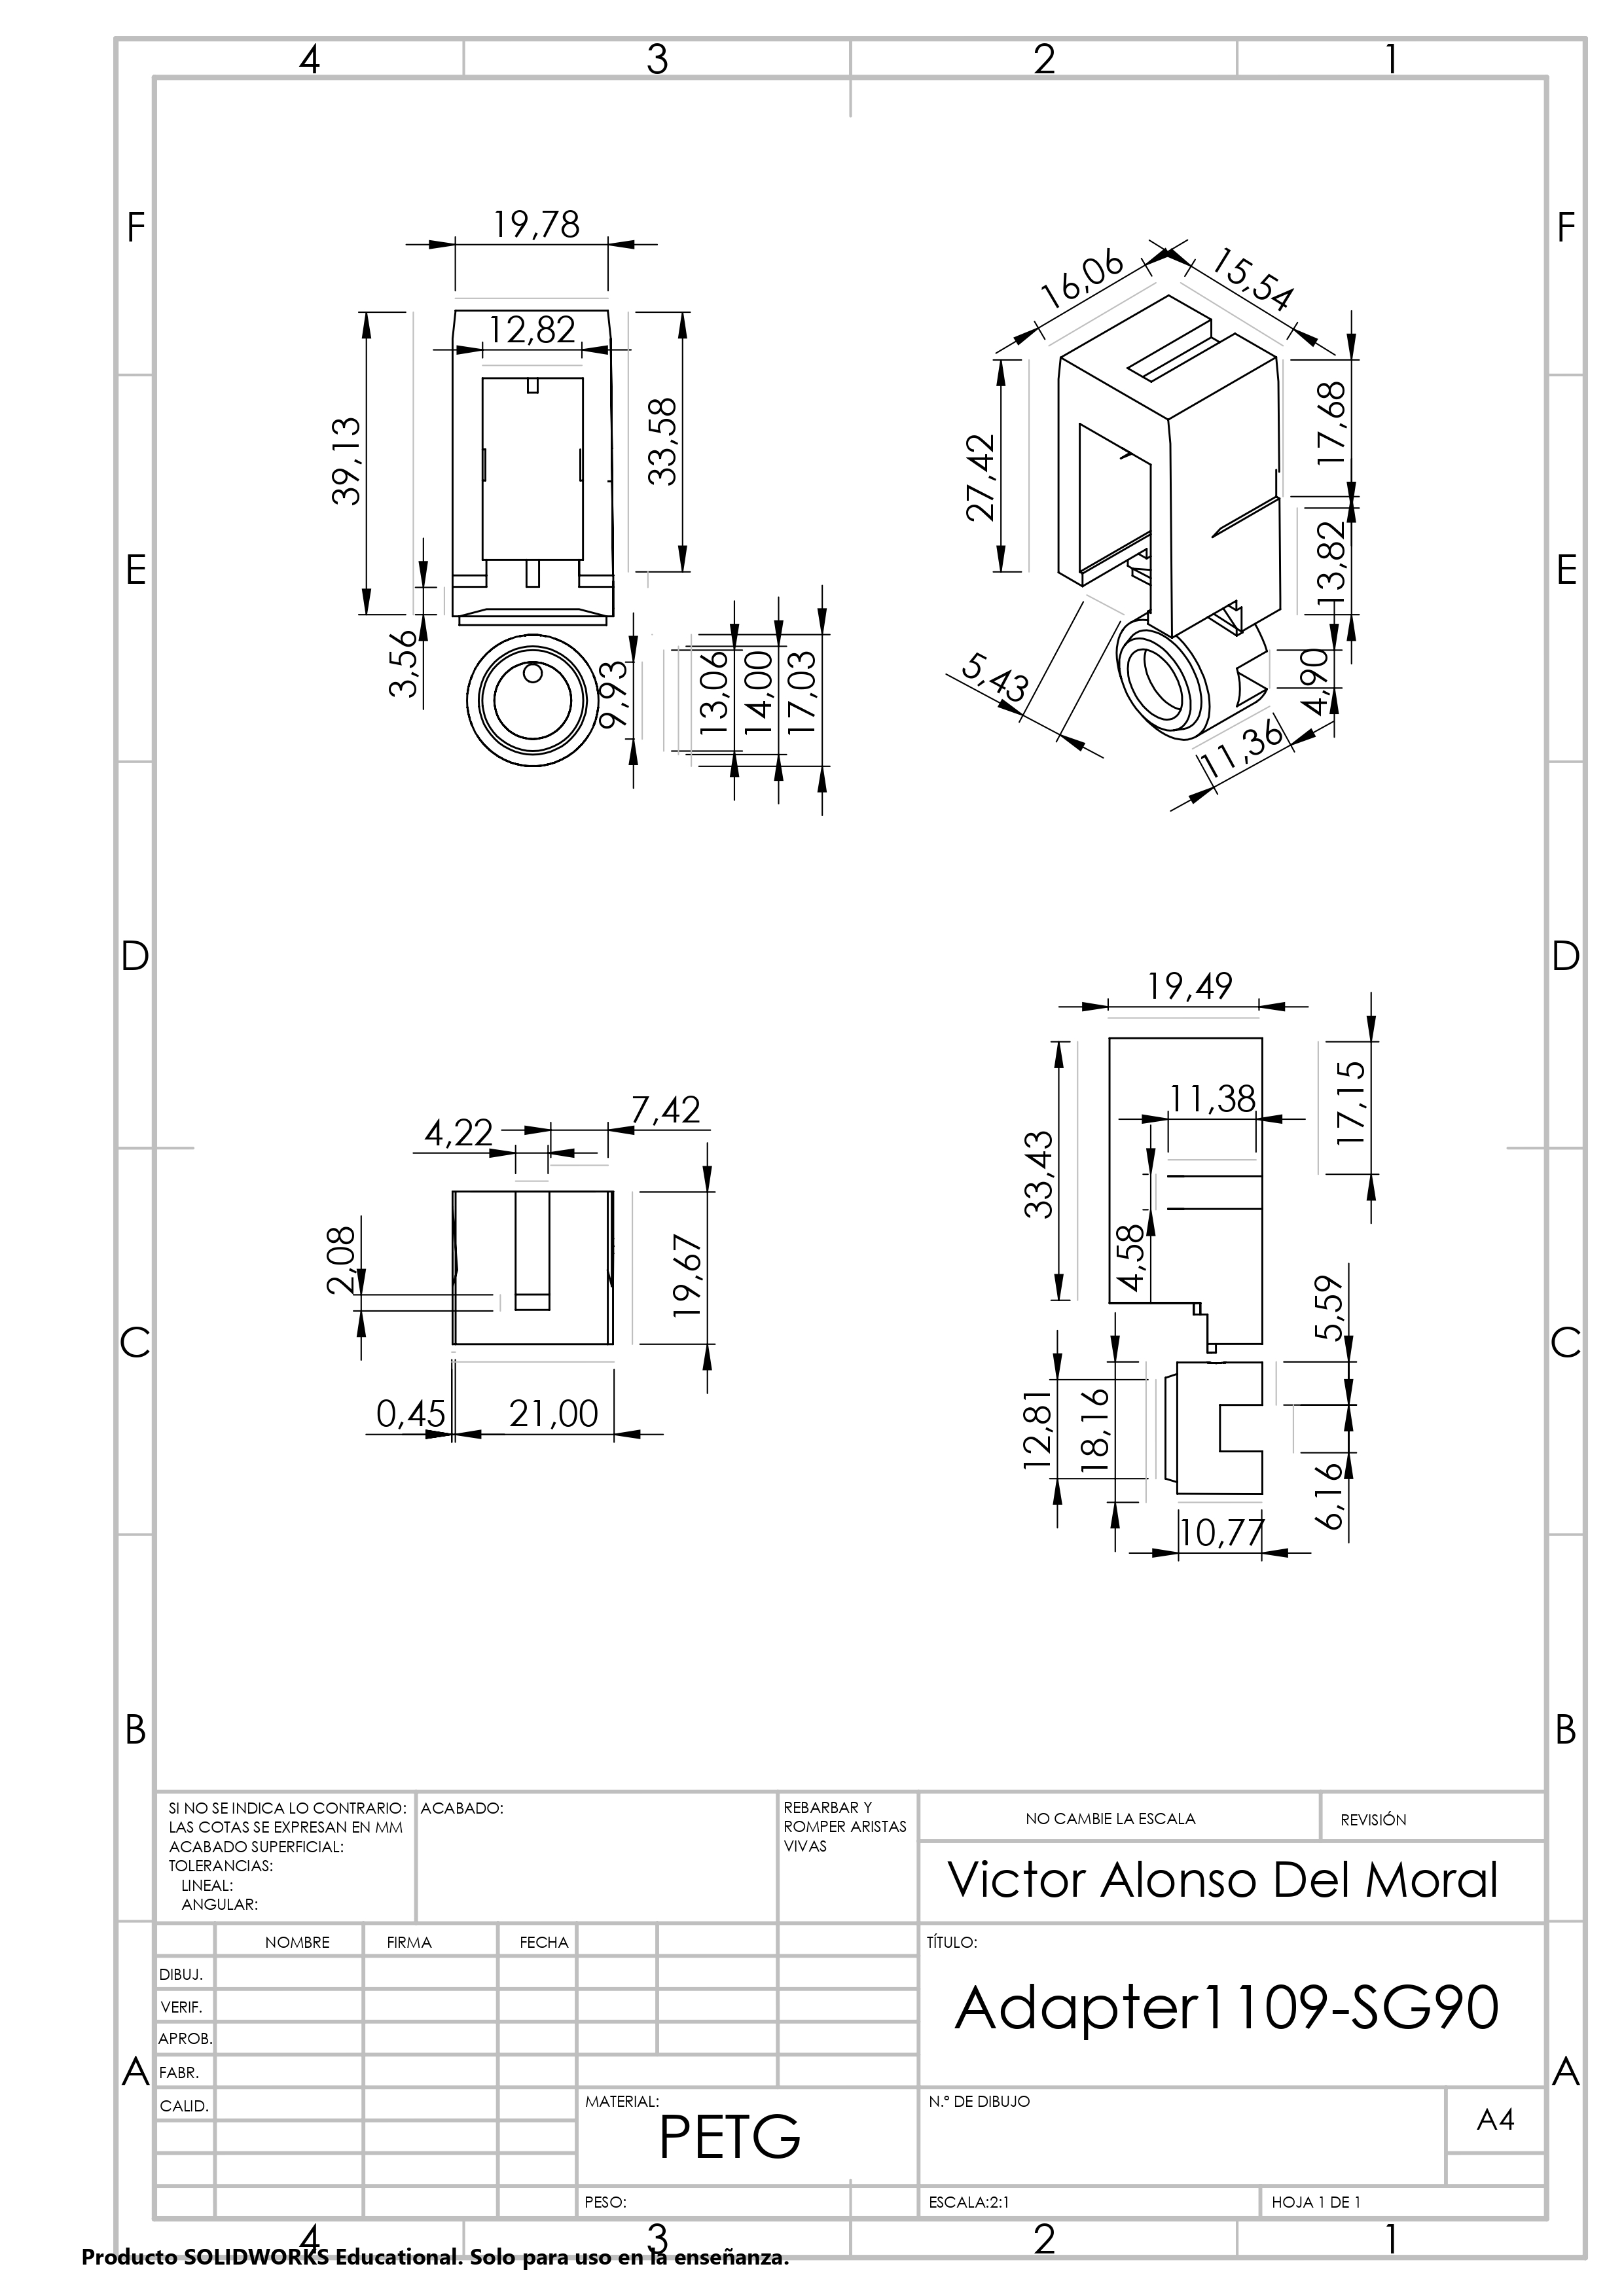 4 3 2 1
F F
19,78
12,82
39,13
33,58
3,56
9,93
13,06
14,00
17,03
16,06
15,54
27,42
17,68
13,82
5,43
4,90
11,36
E E
D D
19,49
11,38
17,15
33,43
4,58
5,59
12,81
18,16
6,16
10,77
7,42
4,22
2,08
19,67
0,45
21,00
C C
B B
SI NO SE INDICA LO CONTRARIO:
LAS COTAS SE EXPRESAN EN MM
ACABADO SUPERFICIAL:
TOLERANCIAS:
LINEAL:
ANGULAR:
ACABADO:
REBARBAR Y
ROMPER ARISTAS
VIVAS
NO CAMBIE LA ESCALA
REVISIÓN
Victor Alonso Del Moral
NOMBRE FIRMA FECHA
DIBUJ.
VERIF.
APROB.
FABR.
CALID.
TÍTULO:
Adapter1109-SG90
A A
MATERIAL:
PETG
N.º DE DIBUJO
A4
PESO:
ESCALA:2:1
HOJA 1 DE 1
4 3 2 1
Producto SOLIDWORKS Educational. Solo para uso en la enseñanza.